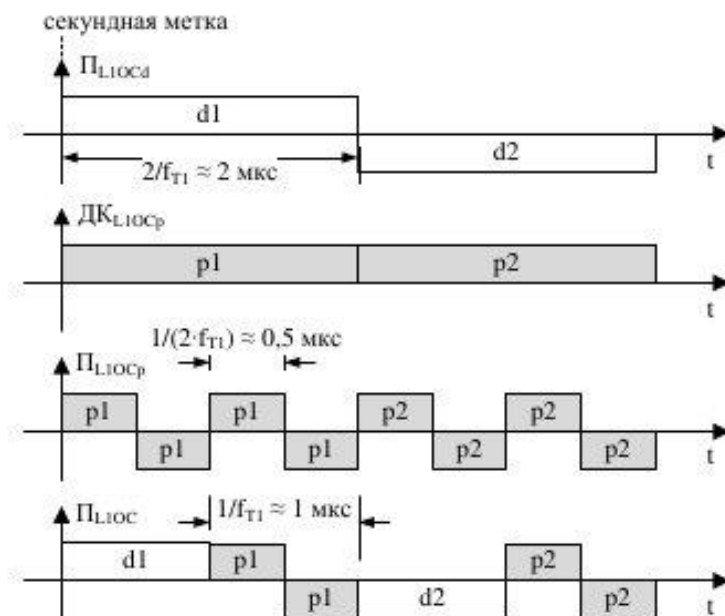 секундная метка
П_L1OCd
d1
d2
t
2/f_T1 ≈ 2 мкс
ДК_L1OCp
p1 p2
t
1/(2·f_T1) ≈ 0,5 мкс
П_L1OCp
p1 p1 p2 p2
p1 p1 p2 p2
t
П_L1OC
1/f_T1 ≈ 1 мкс
d1 p1 p2
p1 d2 p2
t